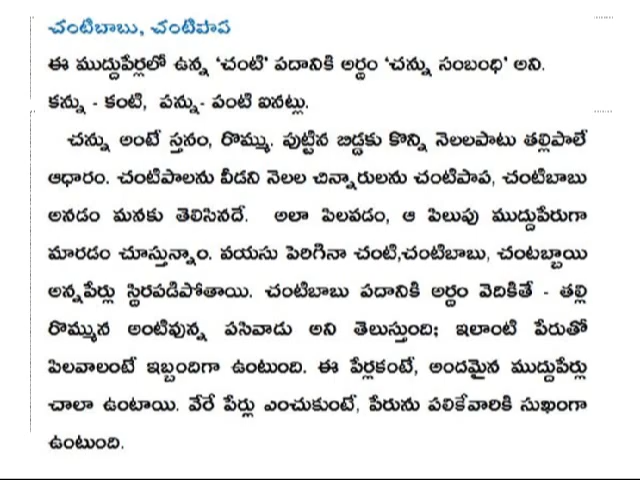 చంటిబాబు, చంటిపాప
ఈ ముద్దుపేర్లలో ఉన్న 'చంటి' పదానికి అర్థం 'చన్ను సంబంధి' అని.
కన్ను - కంటి, పన్ను- పంటి ఐనట్లు.
చన్ను అంటే స్తనం, రొమ్ము. పుట్టిన బిడ్డకు కొన్ని నెలలపాటు తల్లిపాలే
ఆధారం. చంటిపాలను వీడని నెలల చిన్నారులను చంటిపాప, చంటిబాబు
అనడం మనకు తెలిసినదే. అలా పిలవడం, ఆ పిలుపు ముద్దుపేరుగా
మారడం చూస్తున్నాం. వయసు పెరిగినా చంటి,చంటిబాబు, చంటబ్బాయి
అన్నపేర్లు స్థిరపడిపోతాయి. చంటిబాబు పదానికి అర్థం వెదికితే - తల్లి
రొమ్మున అంటివున్న పసివాడు అని తెలుస్తుంది; ఇలాంటి పేరుతో
పిలవాలంటే ఇబ్బందిగా ఉంటుంది. ఈ పేర్లకంటే, అందమైన ముద్దుపేర్లు
చాలా ఉంటాయి. వేరే పేర్లు ఎంచుకుంటే, పేరును పలికేవారికి సుఖంగా
ఉంటుంది.